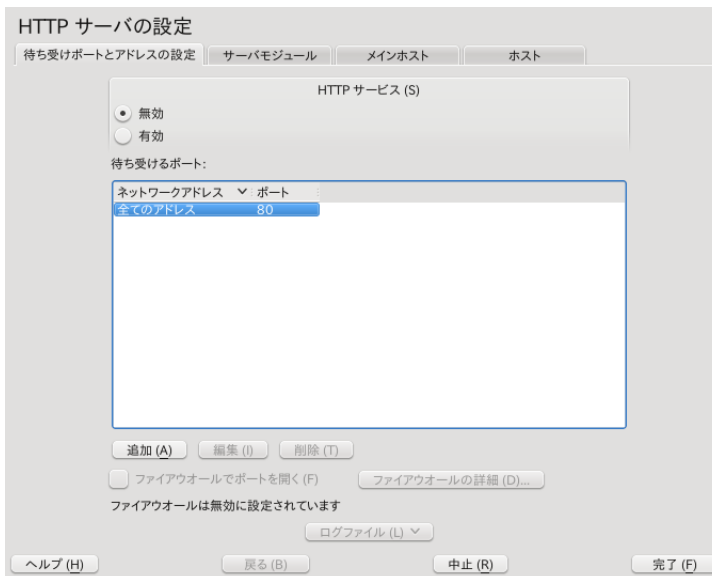 HTTP サーバの設定
待ち受けポートとアドレスの設定 サーバモジュール メインホスト ホスト
HTTP サービス (S)
無効
有効
待ち受けるポート:
ネットワークアドレス ポート
全てのアドレス 80
追加 (A) 編集 (I) 削除 (T)
ファイアウオールでポートを開く (F) ファイアウオールの詳細 (D)...
ファイアウオールは無効に設定されています
ログファイル (L)
ヘルプ (H) 戻る (B) 中止 (R) 完了 (F)